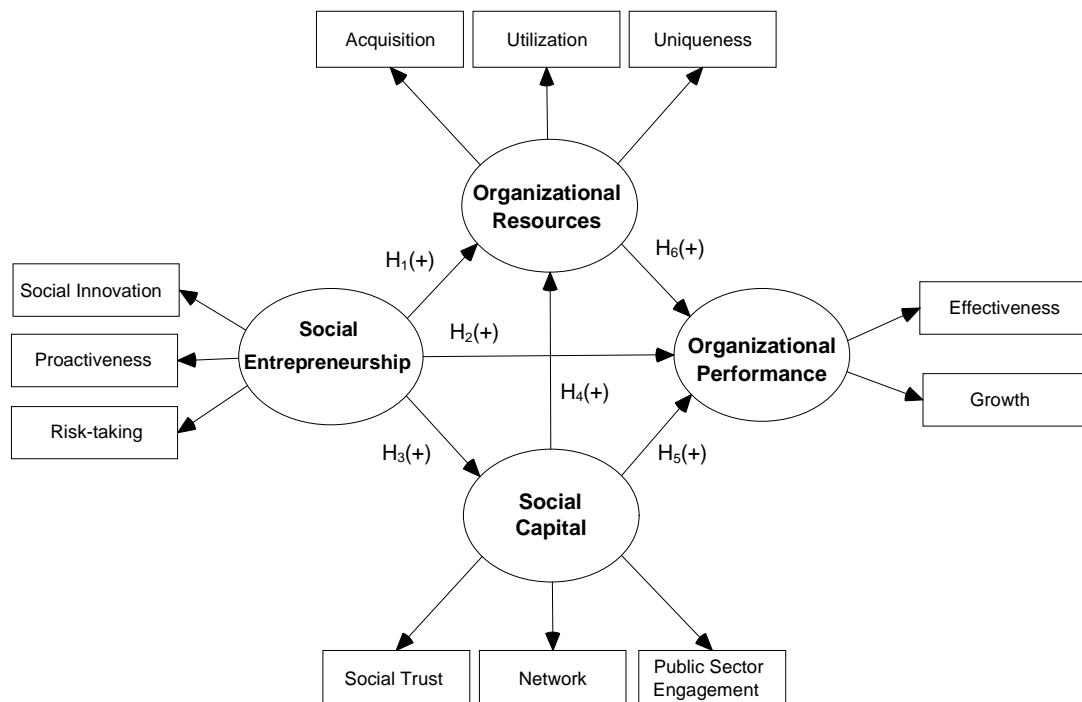 Acquisition
Utilization
Uniqueness
Organizational
Resources
H₁(+)
H₆(+)
Social Innovation
Proactiveness
Risk-taking
Social
Entrepreneurship
H₂(+)
Organizational
Performance
Effectiveness
Growth
H₄(+)
H₃(+)
H₅(+)
Social
Capital
Social Trust
Network
Public Sector
Engagement